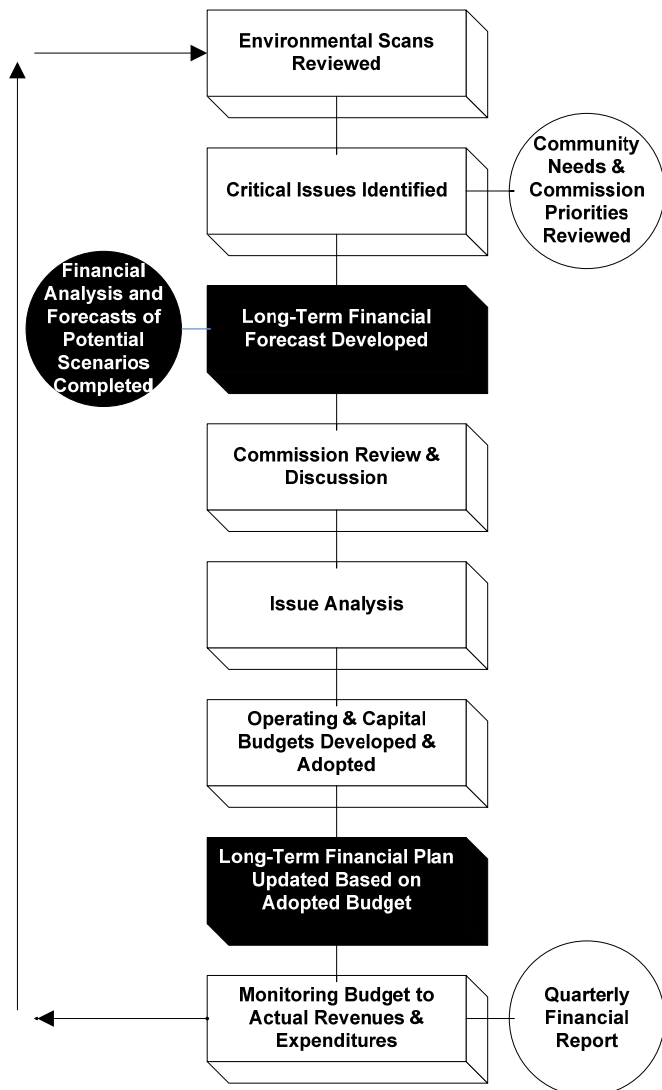 Environmental Scans
Reviewed
Critical Issues Identified
Community
Needs &
Commission
Priorities
Reviewed
Financial
Analysis and
Forecasts of
Potential
Scenarios
Completed
Long-Term Financial
Forecast Developed
Commission Review &
Discussion
Issue Analysis
Operating & Capital
Budgets Developed &
Adopted
Long-Term Financial Plan
Updated Based on
Adopted Budget
Monitoring Budget to
Actual Revenues &
Expenditures
Quarterly
Financial
Report